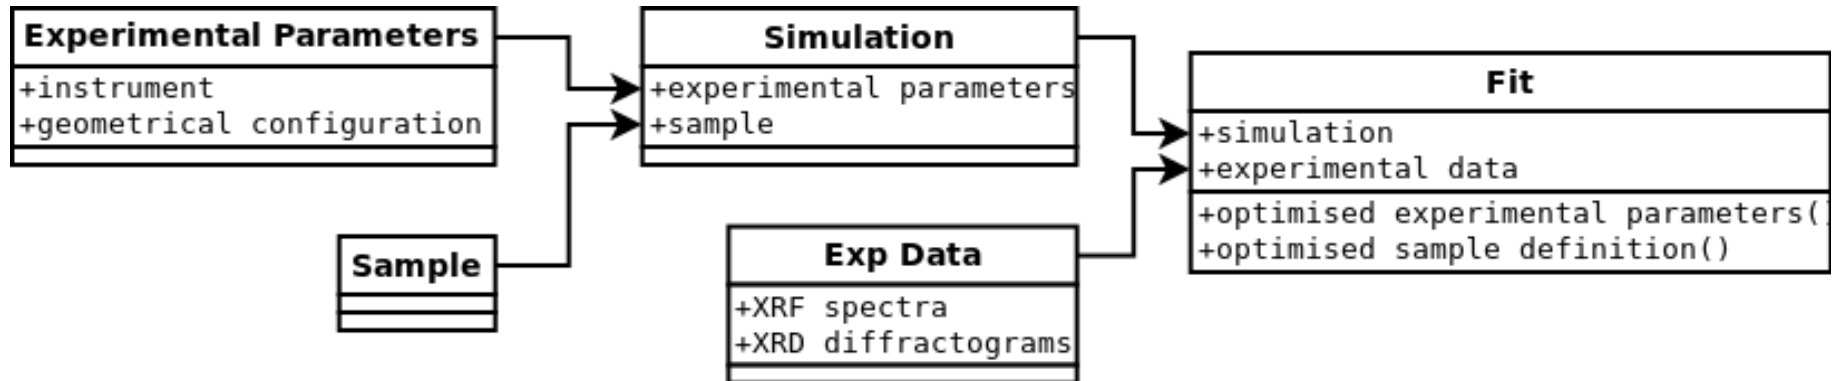 Experimental Parameters
+instrument
+geometrical configuration
Simulation
+experimental parameters
+sample
Fit
+simulation
+experimental data
+optimised experimental parameters()
+optimised sample definition()
Sample
Exp Data
+XRF spectra
+XRD diffractograms